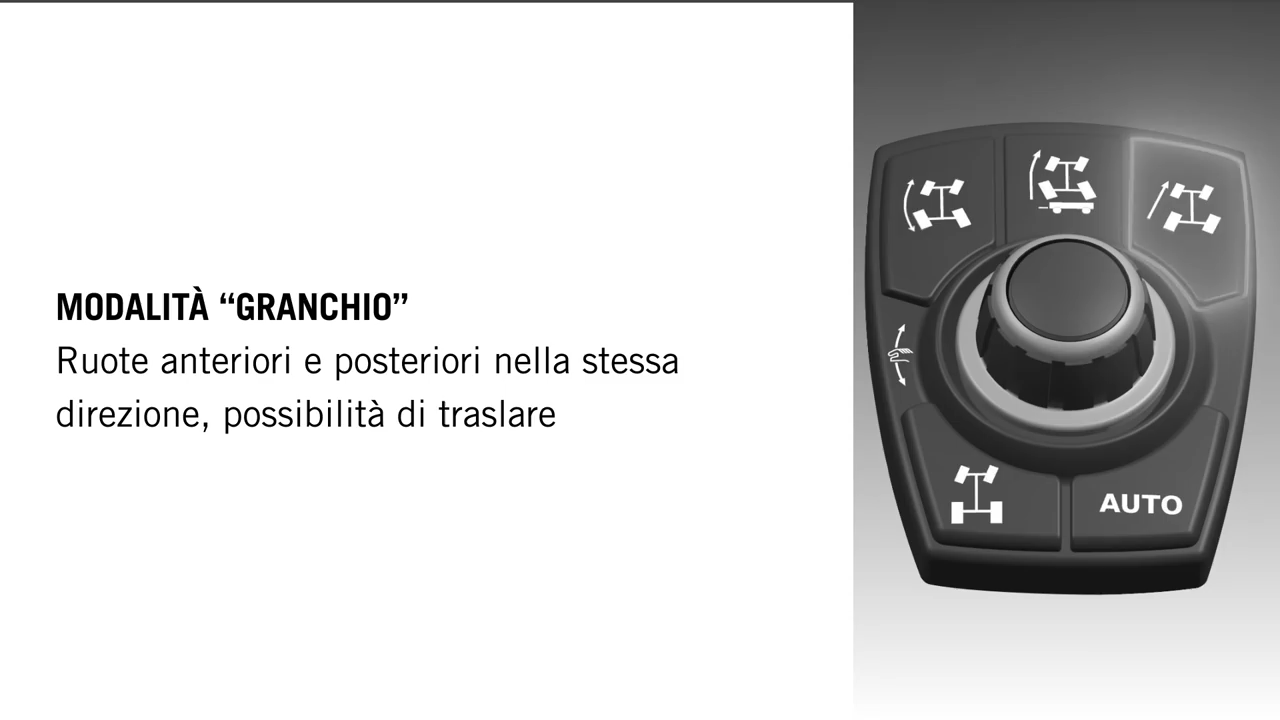 MODALITÀ “GRANCHIO”
Ruote anteriori e posteriori nella stessa
direzione, possibilità di traslare
AUTO